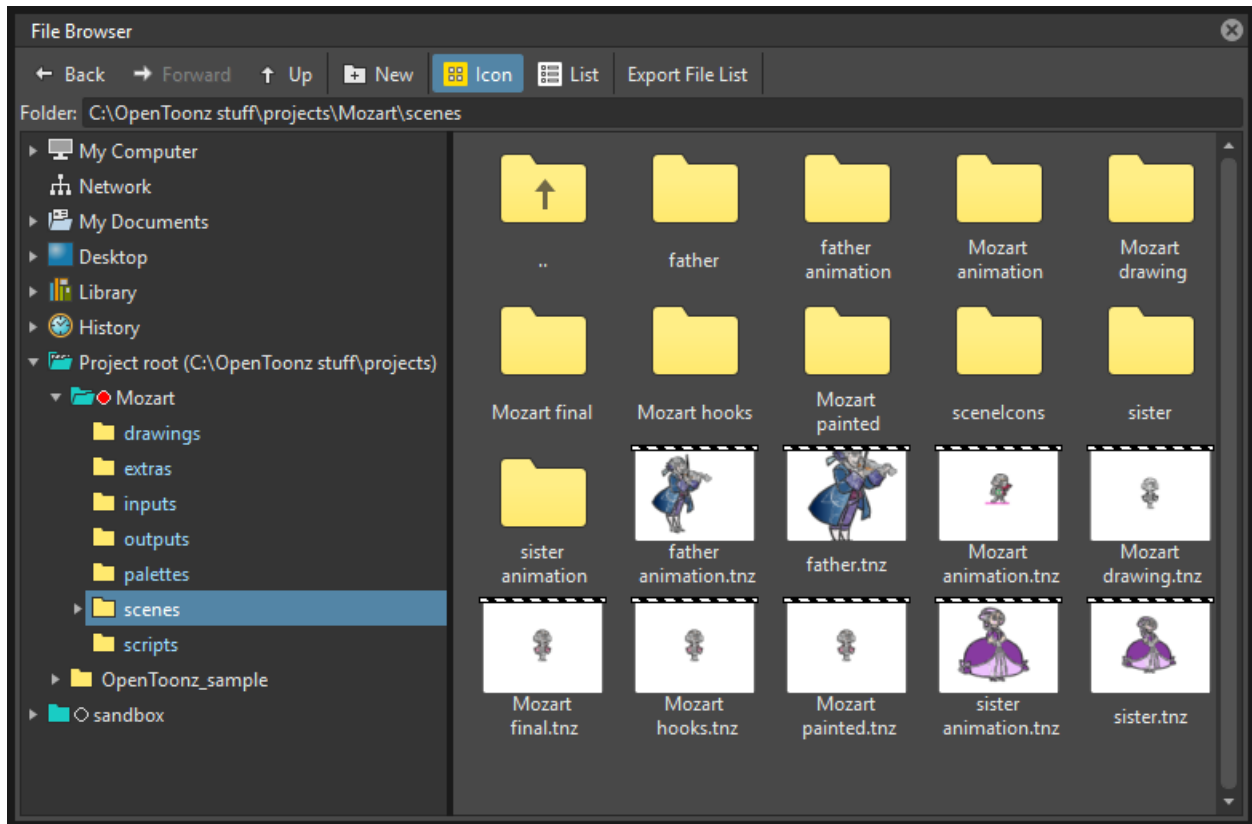 File Browser
Back Forward Up New Icon List Export File List
Folder: C:\OpenToonz stuff\projects\Mozart\scenes
My Computer
Network
My Documents
Desktop
Library
History
Project root (C:\OpenToonz stuff\projects)
Mozart
drawings
extras
inputs
outputs
palettes
scenes
scripts
OpenToonz_sample
sandbox
..
father
father
animation
Mozart
animation
Mozart
drawing
Mozart final
Mozart hooks
Mozart
painted
sceneIcons
sister
sister
animation
father
animation.tnz
father.tnz
Mozart
animation.tnz
Mozart
drawing.tnz
Mozart
final.tnz
Mozart
hooks.tnz
Mozart
painted.tnz
sister
animation.tnz
sister.tnz